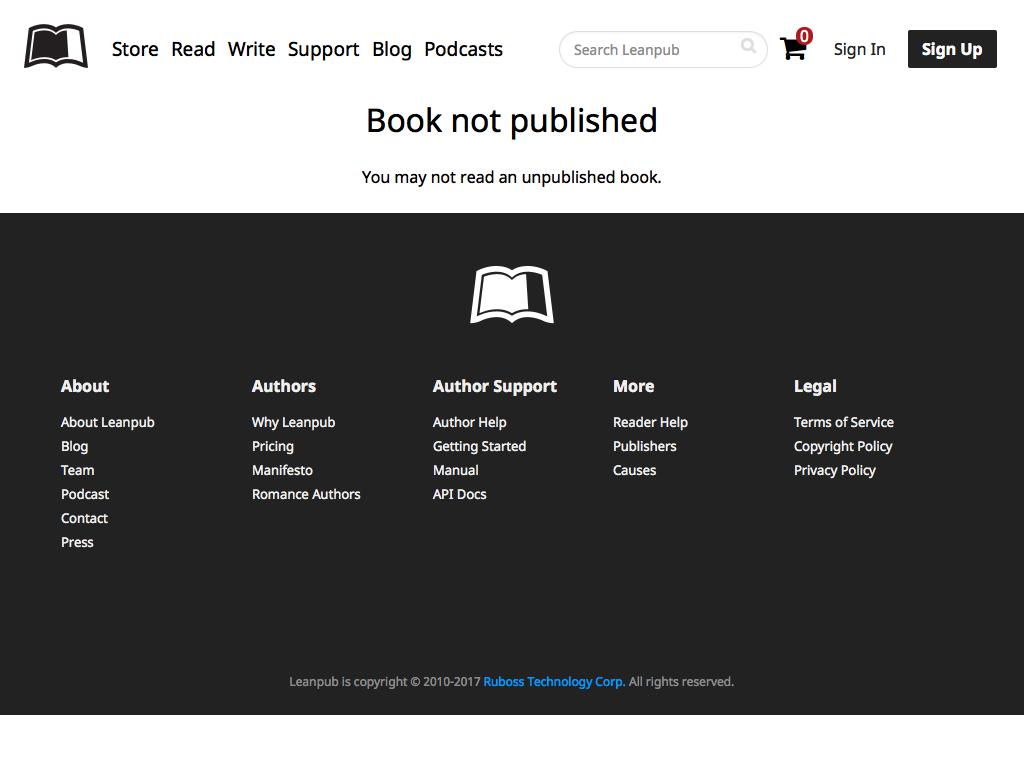 Store Read Write Support Blog Podcasts Search Leanpub 0 Sign In Sign Up
Book not published
You may not read an unpublished book.
About
About Leanpub
Blog
Team
Podcast
Contact
Press
Authors
Why Leanpub
Pricing
Manifesto
Romance Authors
Author Support
Author Help
Getting Started
Manual
API Docs
More
Reader Help
Publishers
Causes
Legal
Terms of Service
Copyright Policy
Privacy Policy
Leanpub is copyright © 2010-2017 Ruboss Technology Corp. All rights reserved.